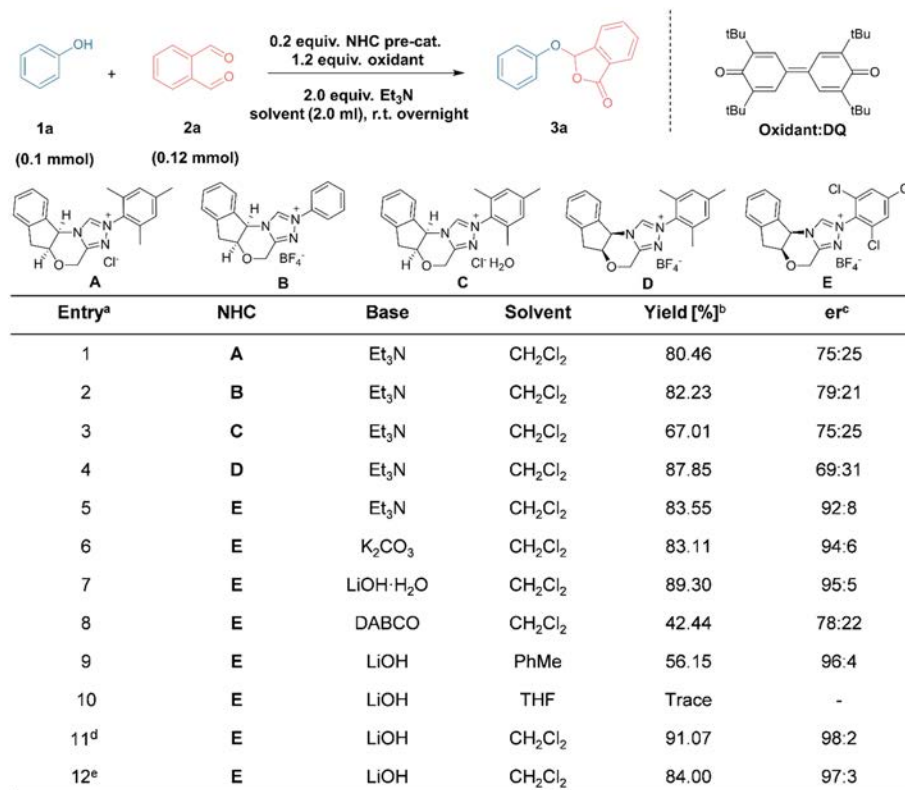 OH
+
O
O
0.2 equiv. NHC pre-cat.
1.2 equiv. oxidant
2.0 equiv. Et₃N
solvent (2.0 ml), r.t. overnight
O
O
O
tBu tBu
O O
tBu tBu
Oxidant:DQ
1a 2a 3a
(0.1 mmol) (0.12 mmol)
H N N⁺ N H O Cl⁻
H N N⁺ N H O BF₄⁻
H N N⁺ N H O Cl⁻ H₂O
N N⁺ N O BF₄⁻
N N⁺ N O Cl Cl BF₄⁻
A B C D E
Entryᵃ NHC Base Solvent Yield [%]ᵇ erᶜ
1 A Et₃N CH₂Cl₂ 80.46 75:25
2 B Et₃N CH₂Cl₂ 82.23 79:21
3 C Et₃N CH₂Cl₂ 67.01 75:25
4 D Et₃N CH₂Cl₂ 87.85 69:31
5 E Et₃N CH₂Cl₂ 83.55 92:8
6 E K₂CO₃ CH₂Cl₂ 83.11 94:6
7 E LiOH·H₂O CH₂Cl₂ 89.30 95:5
8 E DABCO CH₂Cl₂ 42.44 78:22
9 E LiOH PhMe 56.15 96:4
10 E LiOH THF Trace -
11ᵈ E LiOH CH₂Cl₂ 91.07 98:2
12ᵉ E LiOH CH₂Cl₂ 84.00 97:3